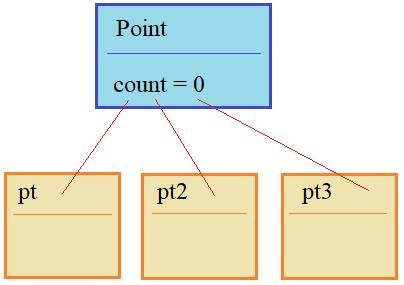 Point
count = 0
pt
pt2
pt3